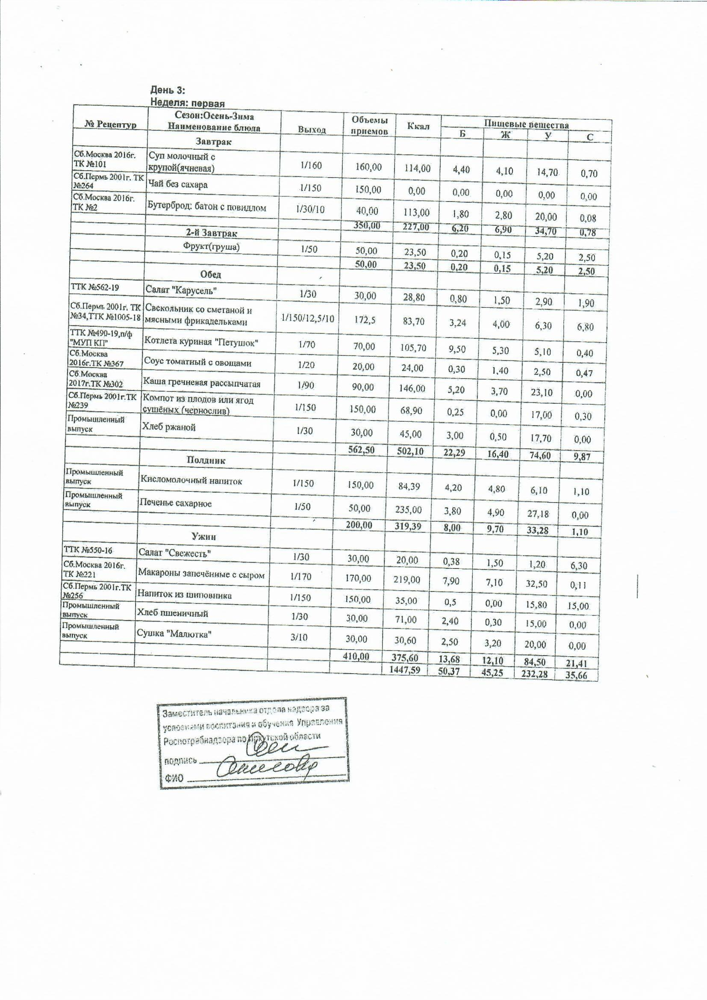 День 3:
Неделя: первая
№ Рецептур Сезон:Осень-Зима Наименование блюда Выход Объемы приемов Ккал Пищевые вещества
Б Ж У С
Завтрак
Сб.Москва 2016г. ТК №101 Суп молочный с крупой(ячневая) 1/160 160,00 114,00 4,40 4,10 14,70 0,70
Сб.Пермь 2001г. ТК №264 Чай без сахара 1/150 150,00 0,00 0,00 0,00 0,00 0,00
Сб.Москва 2016г. ТК №2 Бутерброд: батон с повидлом 1/30/10 40,00 113,00 1,80 2,80 20,00 0,08
350,00 227,00 6,20 6,90 34,70 0,78
2-й Завтрак
Фрукт(груша) 1/50 50,00 23,50 0,20 0,15 5,20 2,50
50,00 23,50 0,20 0,15 5,20 2,50
Обед
ТТК №562-19 Салат "Карусель" 1/30 30,00 28,80 0,80 1,50 2,90 1,90
Сб.Пермь 2001г. ТК №34,ТТК №1005-18 Свекольник со сметаной и мясными фрикадельками 1/150/12,5/10 172,5 83,70 3,24 4,00 6,30 6,80
ТТК №490-19,п/ф "МУП КП" Котлета куриная "Петушок" 1/70 70,00 105,70 9,50 5,30 5,10 0,40
Сб.Москва 2016г.ТК №367 Соус томатный с овощами 1/20 20,00 24,00 0,30 1,40 2,50 0,47
Сб.Москва 2017г.ТК №302 Каша гречневая рассыпчатая 1/90 90,00 146,00 5,20 3,70 23,10 0,00
Сб.Пермь 2001г.ТК №239 Компот из плодов или ягод сушёных (чернослив) 1/150 150,00 68,90 0,25 0,00 17,00 0,30
Промышленный выпуск Хлеб ржаной 1/30 30,00 45,00 3,00 0,50 17,70 0,00
562,50 502,10 22,29 16,40 74,60 9,87
Полдник
Промышленный выпуск Кисломолочный напиток 1/150 150,00 84,39 4,20 4,80 6,10 1,10
Промышленный выпуск Печенье сахарное 1/50 50,00 235,00 3,80 4,90 27,18 0,00
200,00 319,39 8,00 9,70 33,28 1,10
Ужин
ТТК №550-16 Салат "Свежесть" 1/30 30,00 20,00 0,38 1,50 1,20 6,30
Сб.Москва 2016г. ТК №221 Макароны запечённые с сыром 1/170 170,00 219,00 7,90 7,10 32,50 0,11
Сб.Пермь 2001г.ТК №256 Напиток из шиповника 1/150 150,00 35,00 0,5 0,00 15,80 15,00
Промышленный выпуск Хлеб пшеничный 1/30 30,00 71,00 2,40 0,30 15,00 0,00
Промышленный выпуск Сушка "Малютка" 3/10 30,00 30,60 2,50 3,20 20,00 0,00
410,00 375,60 13,68 12,10 84,50 21,41
1447,59 50,37 45,25 232,28 35,66
Заместитель начальника отдела надзора за
условиями воспитания и обучения Управления
Роспотребнадзора по Иркутской области
подпись
ФИО